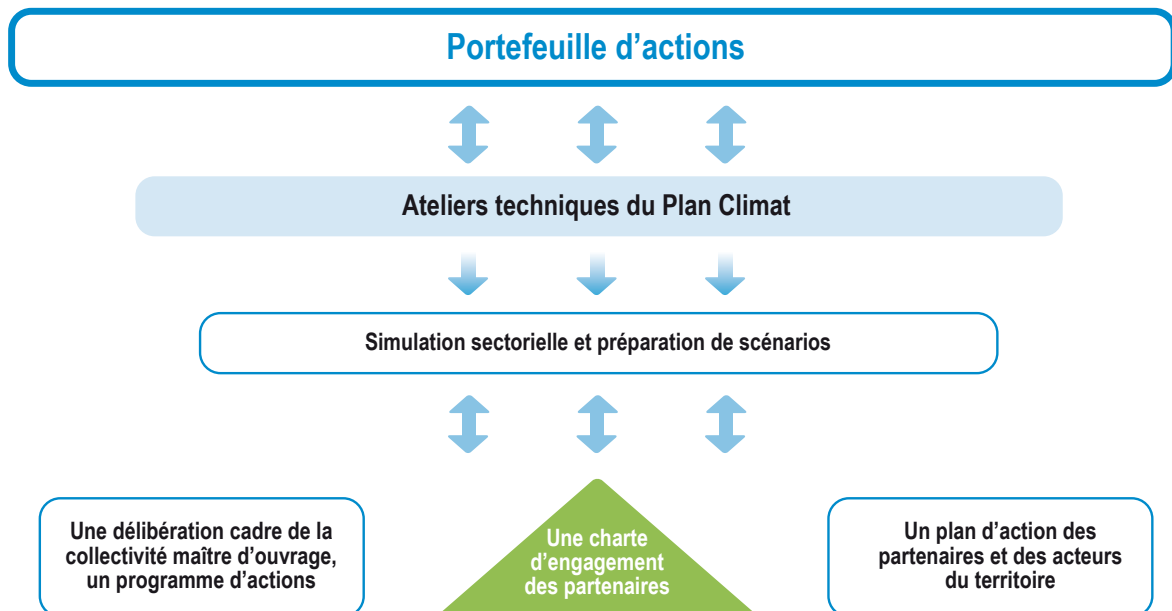 Portefeuille d’actions
Ateliers techniques du Plan Climat
Simulation sectorielle et préparation de scénarios
Une délibération cadre de la
collectivité maître d’ouvrage,
un programme d’actions
Une charte
d’engagement
des partenaires
Un plan d’action des
partenaires et des acteurs
du territoire